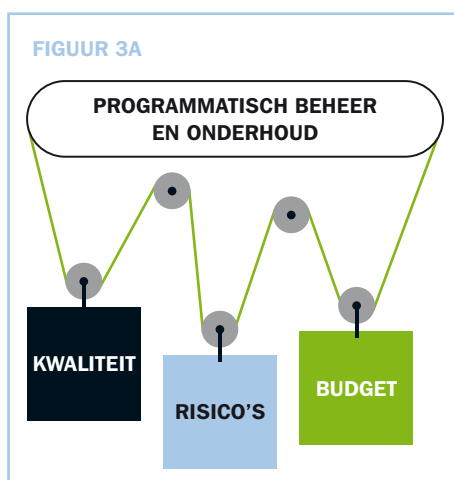 FIGUUR 3A
PROGRAMMATISCH BEHEER
EN ONDERHOUD
KWALITEIT
RISICO'S
BUDGET